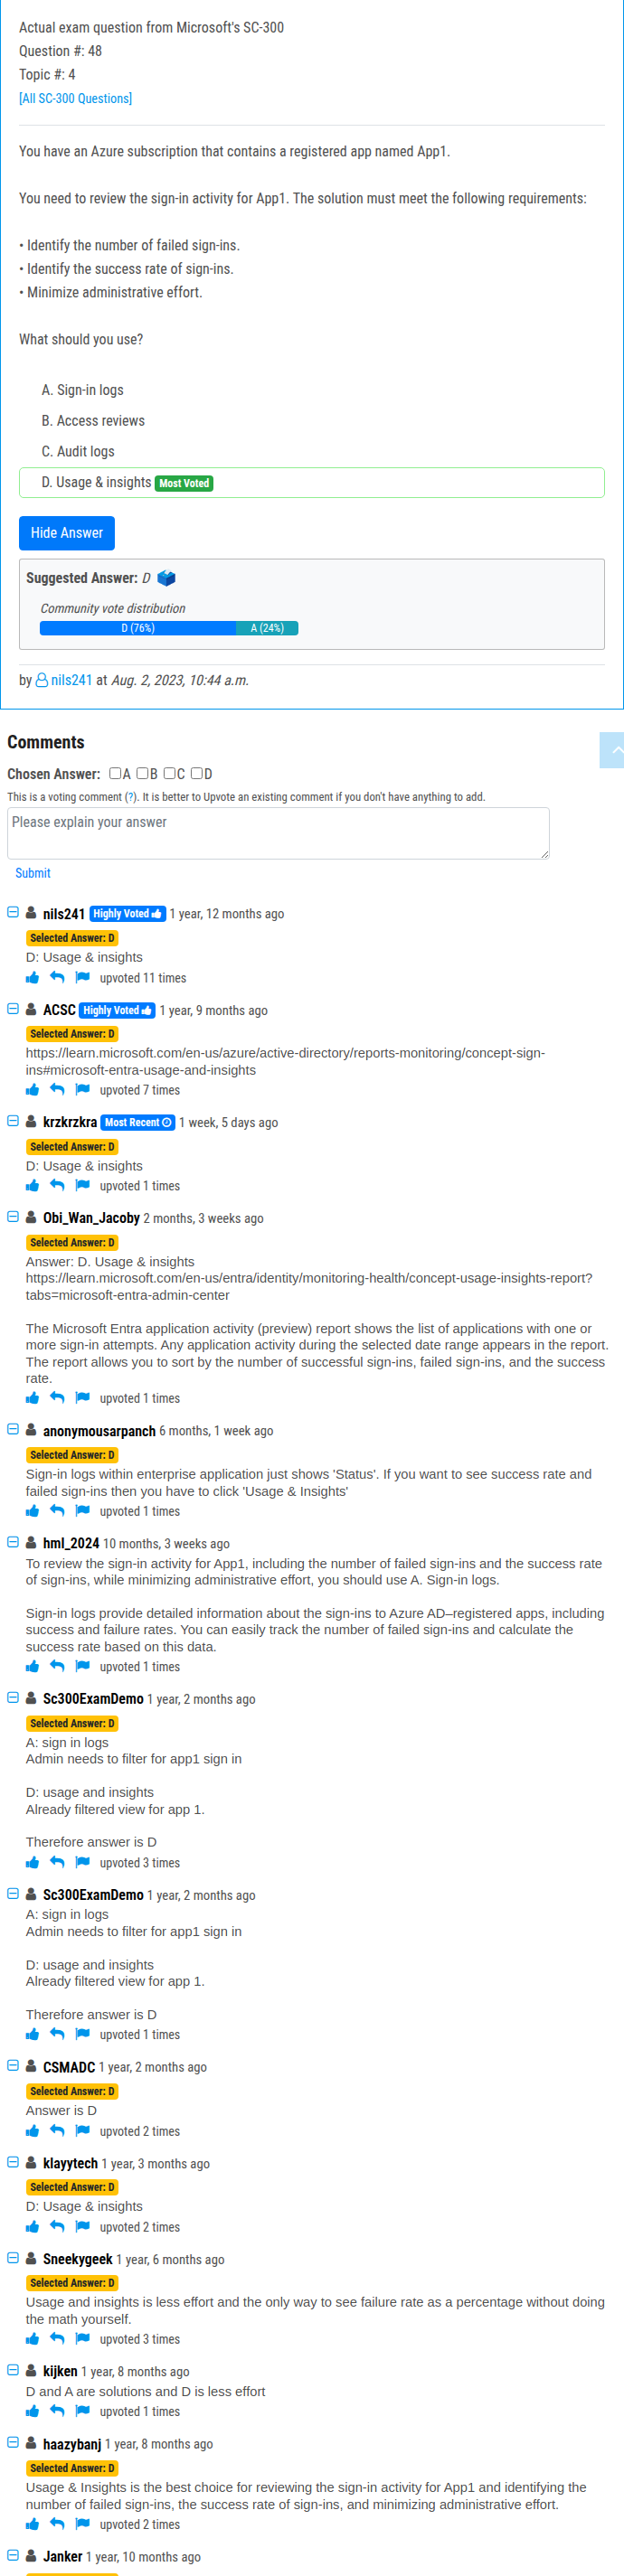 Actual exam question from Microsoft's SC-300
Question #: 48
Topic #: 4
[All SC-300 Questions]
You have an Azure subscription that contains a registered app named App1.
You need to review the sign-in activity for App1. The solution must meet the following requirements:
• Identify the number of failed sign-ins.
• Identify the success rate of sign-ins.
• Minimize administrative effort.
What should you use?
A. Sign-in logs
B. Access reviews
C. Audit logs
D. Usage & insights Most Voted
Hide Answer
Suggested Answer: D
Community vote distribution
D (76%) A (24%)
by nils241 at Aug. 2, 2023, 10:44 a.m.
Comments
Chosen Answer: A B C D
This is a voting comment (?). It is better to Upvote an existing comment if you don't have anything to add.
Please explain your answer
Submit
nils241 Highly Voted 1 year, 12 months ago
Selected Answer: D
D: Usage & insights
upvoted 11 times
ACSC Highly Voted 1 year, 9 months ago
Selected Answer: D
https://learn.microsoft.com/en-us/azure/active-directory/reports-monitoring/concept-sign-
ins#microsoft-entra-usage-and-insights
upvoted 7 times
krzkrzkra Most Recent 1 week, 5 days ago
Selected Answer: D
D: Usage & insights
upvoted 1 times
Obi_Wan_Jacoby 2 months, 3 weeks ago
Selected Answer: D
Answer: D. Usage & insights
https://learn.microsoft.com/en-us/entra/identity/monitoring-health/concept-usage-insights-report?
tabs=microsoft-entra-admin-center
The Microsoft Entra application activity (preview) report shows the list of applications with one or
more sign-in attempts. Any application activity during the selected date range appears in the report.
The report allows you to sort by the number of successful sign-ins, failed sign-ins, and the success
rate.
upvoted 1 times
anonymousarpanch 6 months, 1 week ago
Selected Answer: D
Sign-in logs within enterprise application just shows 'Status'. If you want to see success rate and
failed sign-ins then you have to click 'Usage & Insights'
upvoted 1 times
hml_2024 10 months, 3 weeks ago
To review the sign-in activity for App1, including the number of failed sign-ins and the success rate
of sign-ins, while minimizing administrative effort, you should use A. Sign-in logs.
Sign-in logs provide detailed information about the sign-ins to Azure AD–registered apps, including
success and failure rates. You can easily track the number of failed sign-ins and calculate the
success rate based on this data.
upvoted 1 times
Sc300ExamDemo 1 year, 2 months ago
Selected Answer: D
A: sign in logs
Admin needs to filter for app1 sign in
D: usage and insights
Already filtered view for app 1.
Therefore answer is D
upvoted 3 times
Sc300ExamDemo 1 year, 2 months ago
A: sign in logs
Admin needs to filter for app1 sign in
D: usage and insights
Already filtered view for app 1.
Therefore answer is D
upvoted 1 times
CSMADC 1 year, 2 months ago
Selected Answer: D
Answer is D
upvoted 2 times
klayytech 1 year, 3 months ago
Selected Answer: D
D: Usage & insights
upvoted 2 times
Sneekygeek 1 year, 6 months ago
Selected Answer: D
Usage and insights is less effort and the only way to see failure rate as a percentage without doing
the math yourself.
upvoted 3 times
kijken 1 year, 8 months ago
D and A are solutions and D is less effort
upvoted 1 times
haazybanj 1 year, 8 months ago
Selected Answer: D
Usage & Insights is the best choice for reviewing the sign-in activity for App1 and identifying the
number of failed sign-ins, the success rate of sign-ins, and minimizing administrative effort.
upvoted 2 times
Janker 1 year, 10 months ago